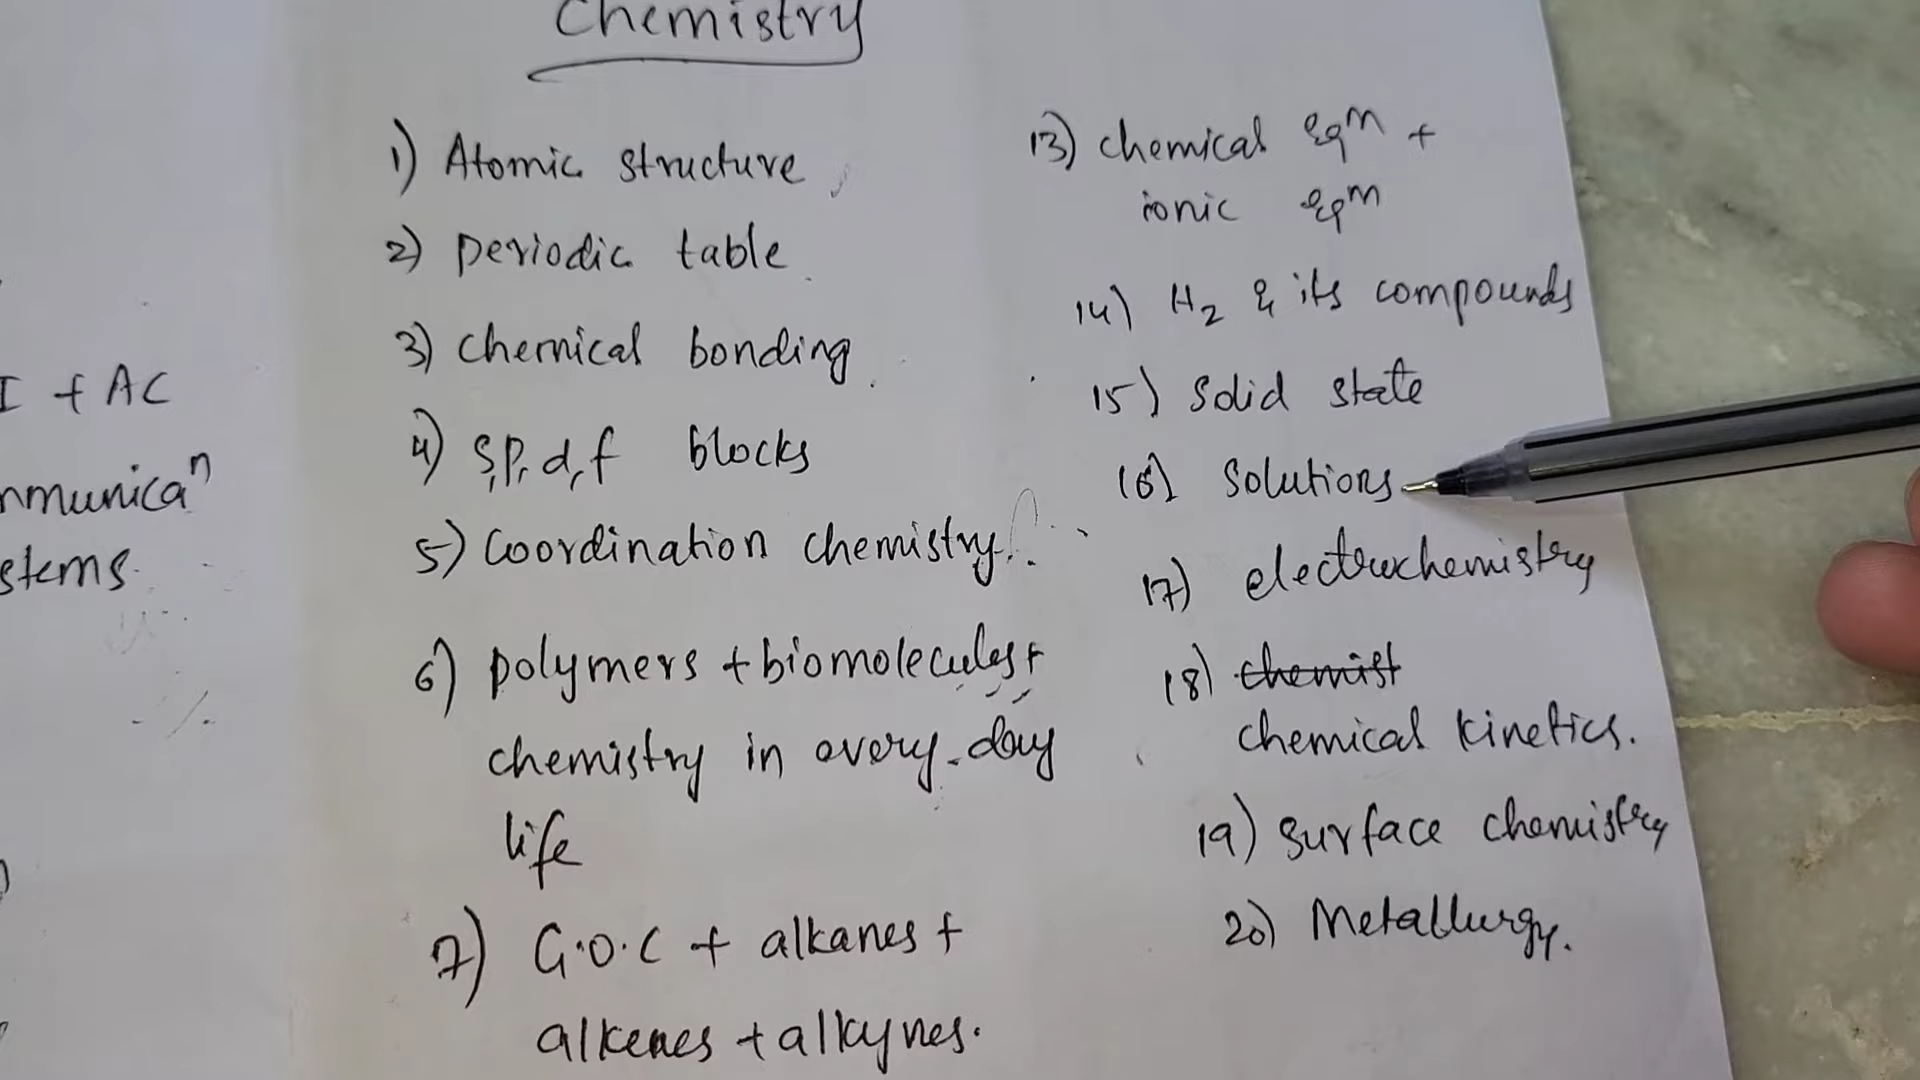 Chemistry
1) Atomic structure
2) periodic table
3) chemical bonding
4) s,p,d,f blocks
5) Coordination chemistry.
6) polymers + biomolecules +
chemistry in every-day
life
7) G.O.C + alkanes +
alkenes + alkynes.
13) chemical eqm +
ionic eqm
14) H2 & its compounds
15) Solid state
16) Solutions
17) electrochemistry
18) chemist
chemical kinetics.
19) Surface chemistry
20) Metallurgy.
+ AC